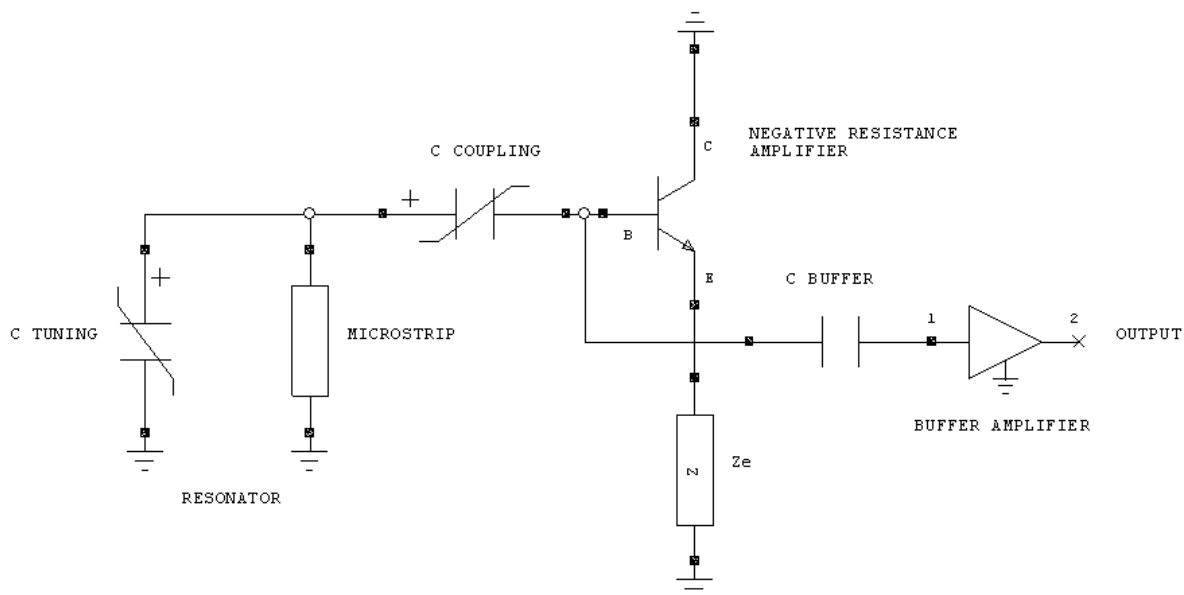 NEGATIVE RESISTANCE
AMPLIFIER
C
C COUPLING
+
B
E
C BUFFER
+
C TUNING
MICROSTRIP
1
2
OUTPUT
BUFFER AMPLIFIER
Z
Ze
RESONATOR